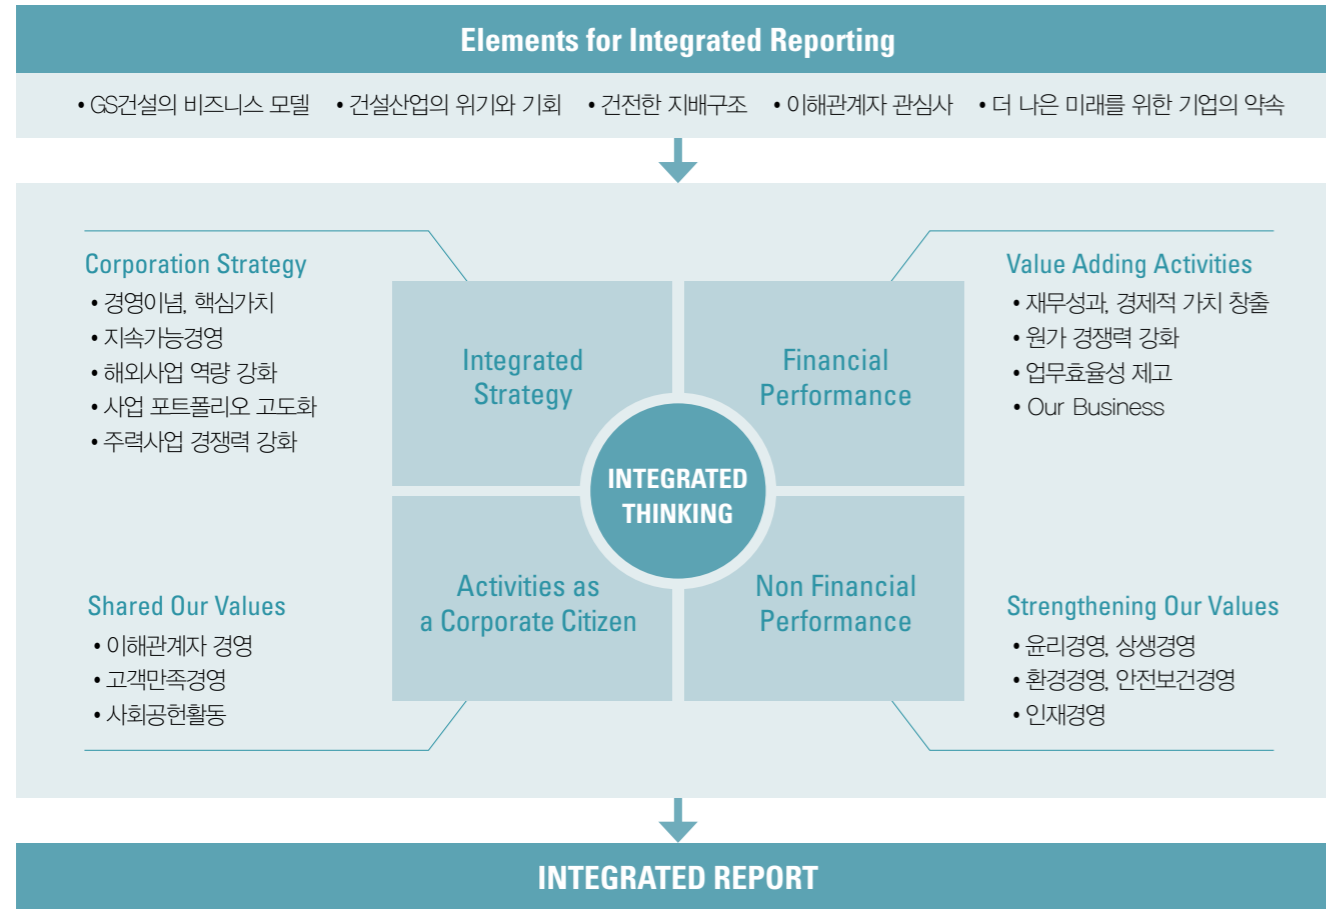 Elements for Integrated Reporting
• GS건설의 비즈니스 모델 • 건설산업의 위기와 기회 • 건전한 지배구조 • 이해관계자 관심사 • 더 나은 미래를 위한 기업의 약속
Corporation Strategy
• 경영이념, 핵심가치
• 지속가능경영
• 해외사업 역량 강화
• 사업 포트폴리오 고도화
• 주력사업 경쟁력 강화
Integrated
Strategy
Financial
Performance
Value Adding Activities
• 재무성과, 경제적 가치 창출
• 원가 경쟁력 강화
• 업무효율성 제고
• Our Business
INTEGRATED
THINKING
Shared Our Values
• 이해관계자 경영
• 고객만족경영
• 사회공헌활동
Activities as
a Corporate Citizen
Non Financial
Performance
Strengthening Our Values
• 윤리경영, 상생경영
• 환경경영, 안전보건경영
• 인재경영
INTEGRATED REPORT